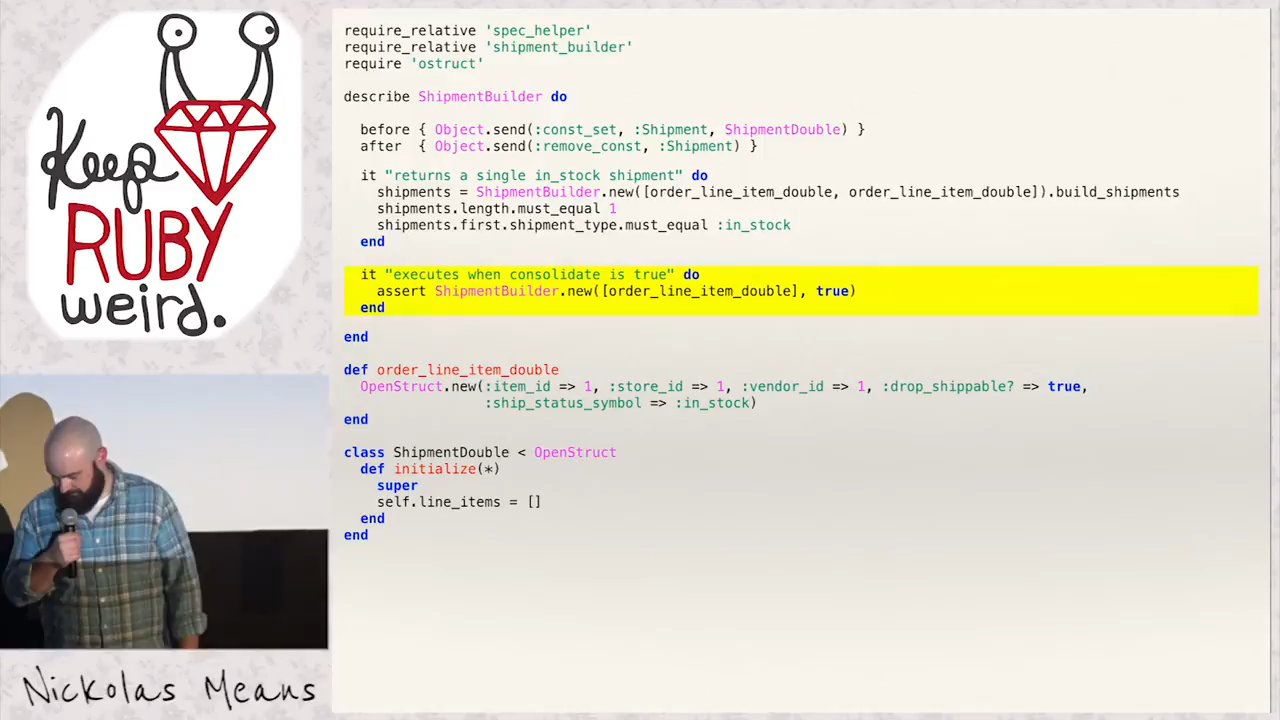 Keep
RUBY
weird.
Nickolas Means
require_relative 'spec_helper'
require_relative 'shipment_builder'
require 'ostruct'
describe ShipmentBuilder do
before { Object.send(:const_set, :Shipment, ShipmentDouble) }
after { Object.send(:remove_const, :Shipment) }
it "returns a single in_stock shipment" do
shipments = ShipmentBuilder.new([order_line_item_double, order_line_item_double]).build_shipments
shipments.length.must_equal 1
shipments.first.shipment_type.must_equal :in_stock
end
it "executes when consolidate is true" do
assert ShipmentBuilder.new([order_line_item_double], true)
end
end
def order_line_item_double
OpenStruct.new(:item_id => 1, :store_id => 1, :vendor_id => 1, :drop_shippable? => true,
:ship_status_symbol => :in_stock)
end
class ShipmentDouble < OpenStruct
def initialize(*)
super
self.line_items = []
end
end